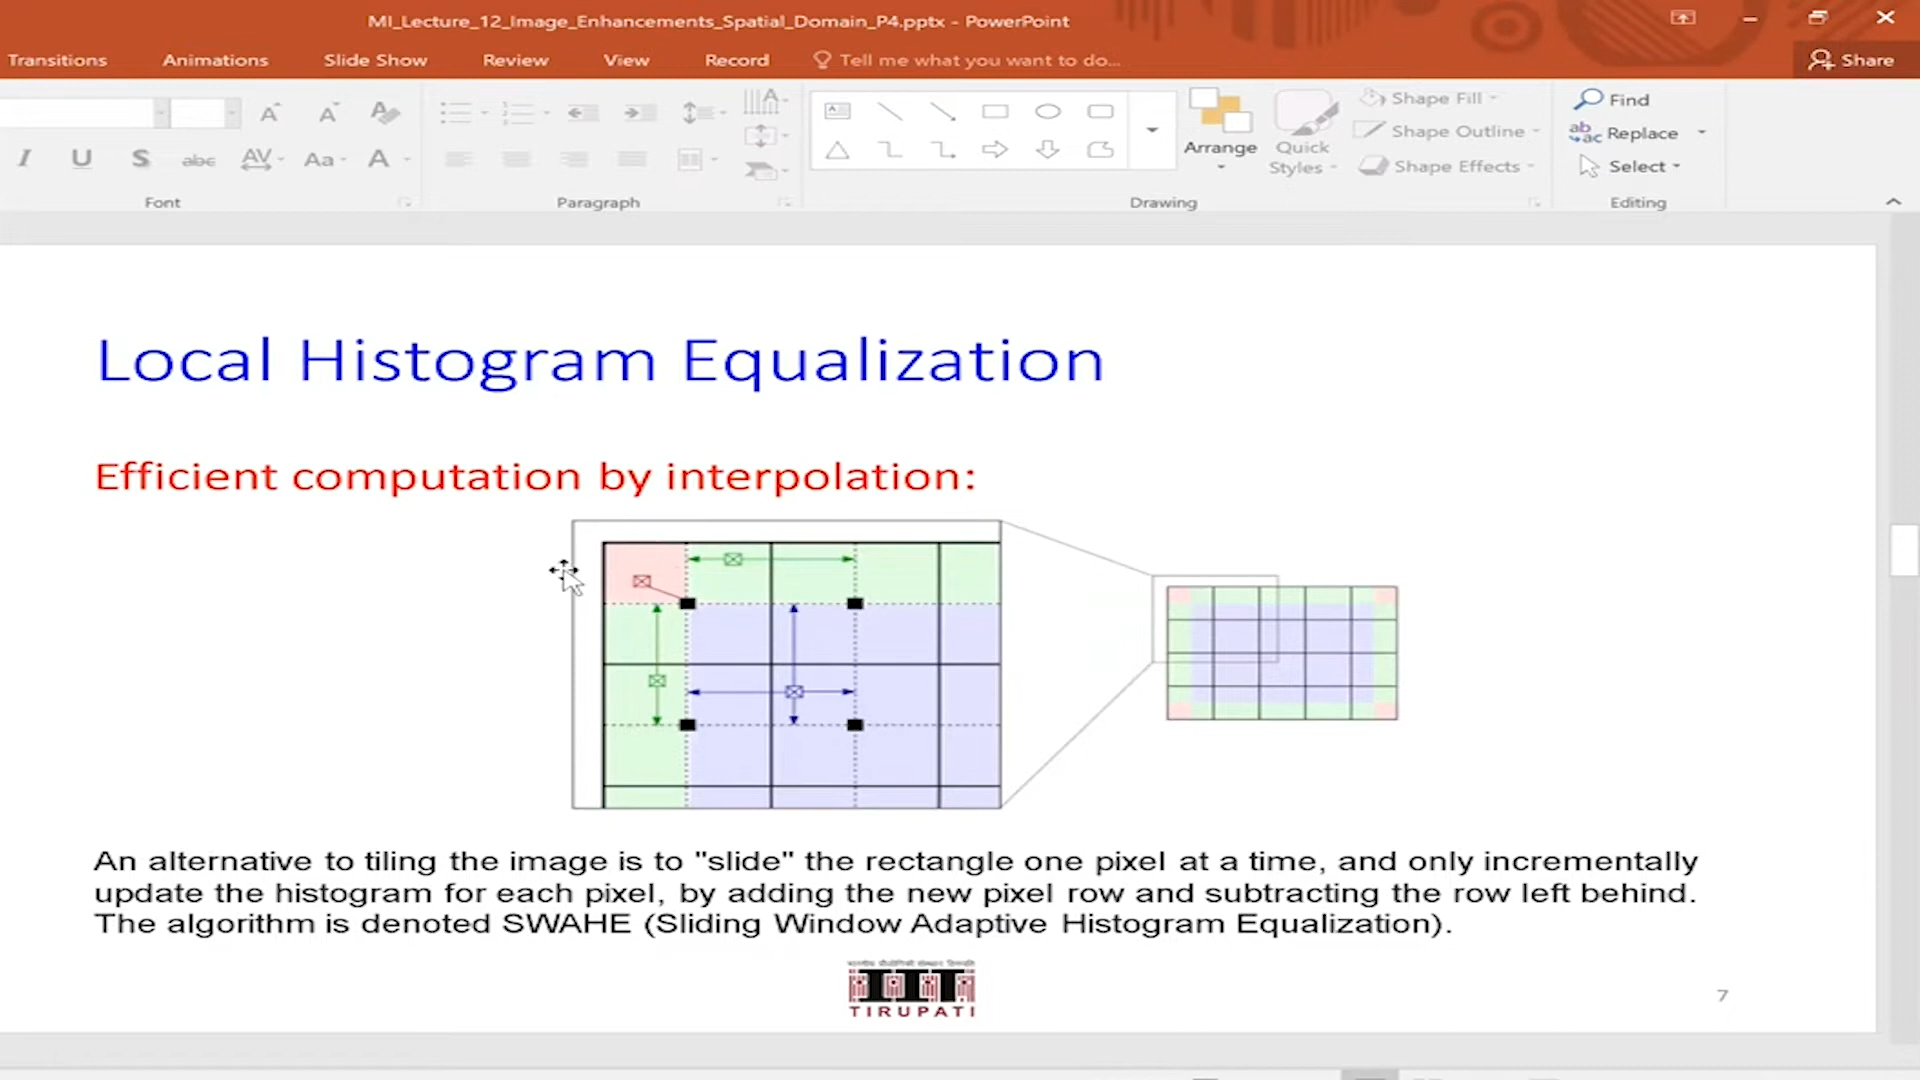 MI_Lecture_12_Image_Enhancements_Spatial_Domain_P4.pptx - PowerPoint
Transitions Animations Slide Show Review View Record Tell me what you want to do... Share
Find
Replace
Select
Arrange
Quick Styles
Shape Fill
Shape Outline
Shape Effects
I U S abc AV Aa A
Font Paragraph Drawing Editing
Local Histogram Equalization
Efficient computation by interpolation:
An alternative to tiling the image is to "slide" the rectangle one pixel at a time, and only incrementally
update the histogram for each pixel, by adding the new pixel row and subtracting the row left behind.
The algorithm is denoted SWAHE (Sliding Window Adaptive Histogram Equalization).
TIRUPATI
7